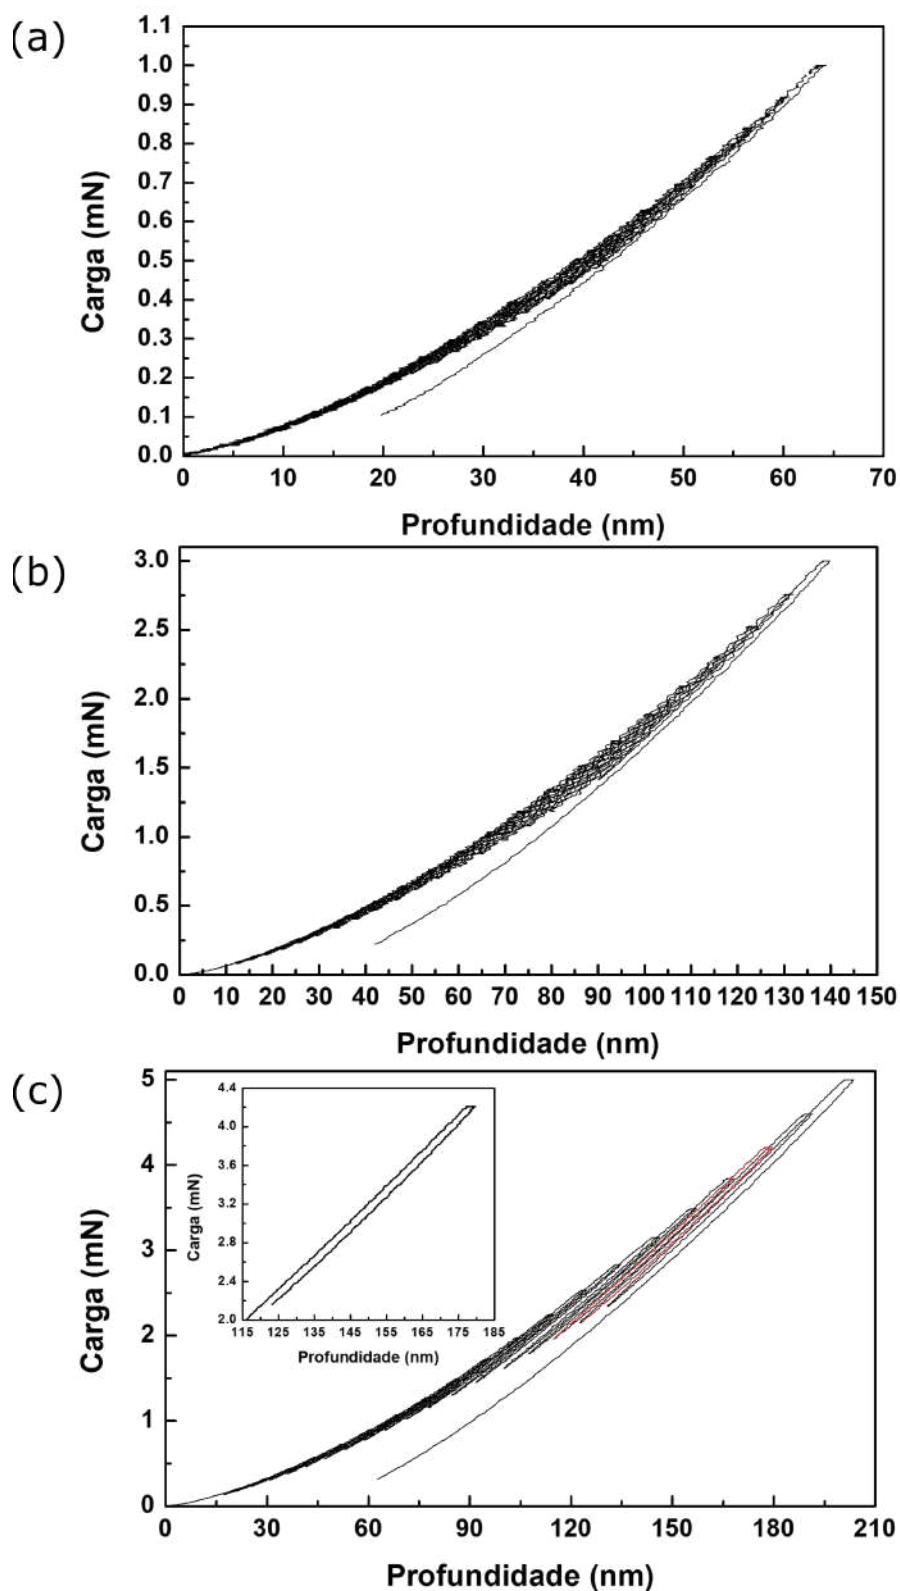 (a)
1.1
1.0
0.9
0.8
0.7
0.6
0.5
0.4
0.3
0.2
0.1
0.0
Carga (mN)
0 10 20 30 40 50 60 70
Profundidade (nm)
(b)
3.0
2.5
2.0
1.5
1.0
0.5
0.0
Carga (mN)
0 10 20 30 40 50 60 70 80 90 100 110 120 130 140 150
Profundidade (nm)
(c)
5
4
3
2
1
0
Carga (mN)
4.4
4.0
3.6
3.2
2.8
2.4
2.0
Carga (mN)
115 125 135 145 155 165 175 185
Profundidade (nm)
0 30 60 90 120 150 180 210
Profundidade (nm)